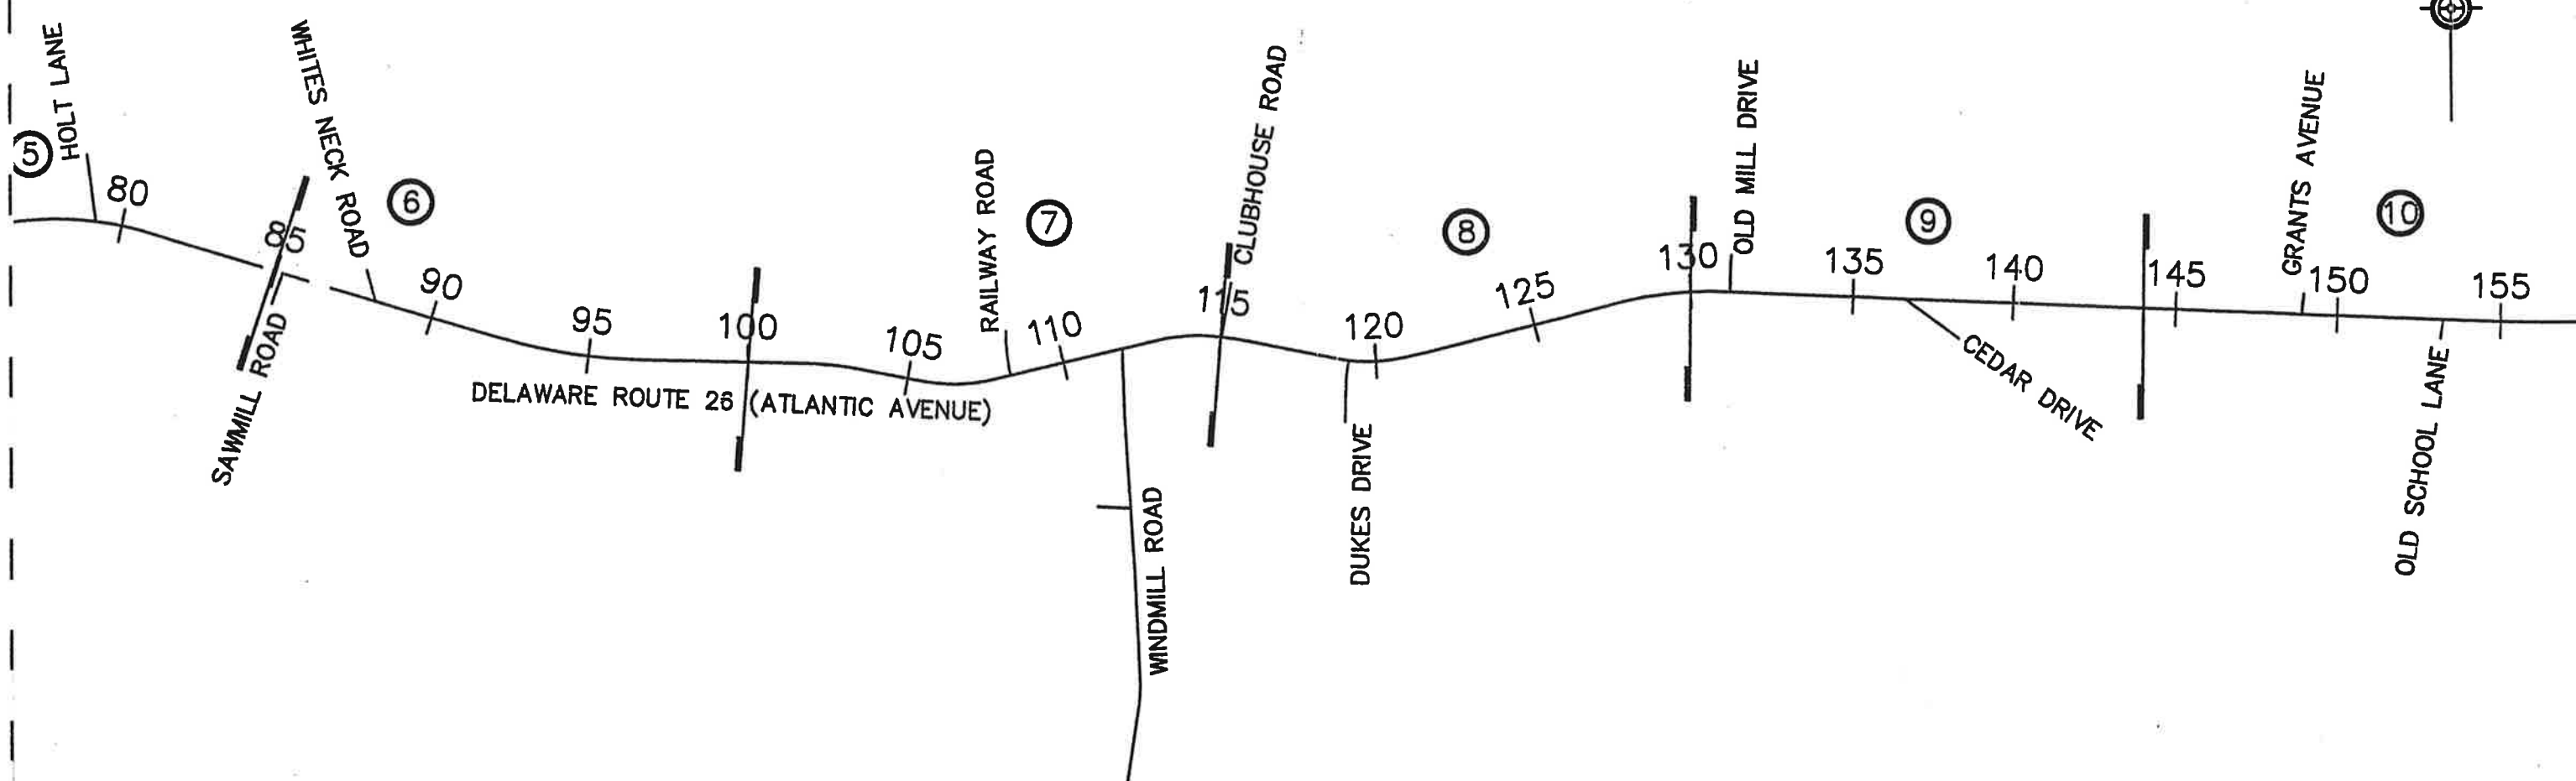 HOLT LANE
5
80
WHITES NECK ROAD
85
SAWMILL ROAD
6
90
95
100
DELAWARE ROUTE 26 (ATLANTIC AVENUE)
105
RAILWAY ROAD
7
110
WINDMILL ROAD
115
CLUBHOUSE ROAD
120
DUKES DRIVE
8
125
130
OLD MILL DRIVE
135
9
CEDAR DRIVE
140
145
GRANTS AVENUE
150
10
OLD SCHOOL LANE
155